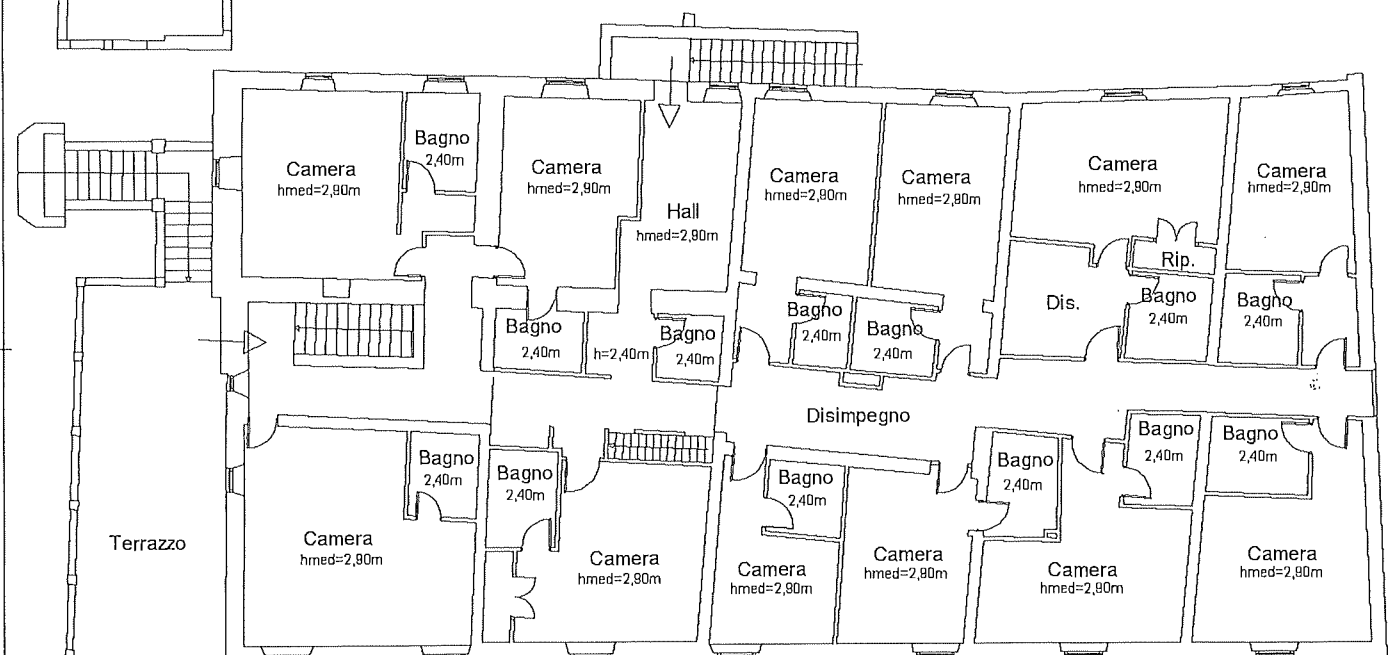 Camera
hmed=2,90m
Bagno
2,40m
Camera
hmed=2,90m
Hall
hmed=2,90m
Camera
hmed=2,90m
Camera
hmed=2,90m
Camera
hmed=2,90m
Camera
hmed=2,90m
Rip.
Dis.
Bagno
2,40m
Bagno
2,40m
Bagno
2,40m
h=2,40m
Bagno
2,40m
Bagno
2,40m
Bagno
2,40m
Disimpegno
Bagno
2,40m
Bagno
2,40m
Bagno
2,40m
Bagno
2,40m
Bagno
2,40m
Bagno
2,40m
Terrazzo
Camera
hmed=2,90m
Camera
hmed=2,90m
Camera
hmed=2,90m
Camera
hmed=2,90m
Camera
hmed=2,90m
Camera
hmed=2,90m